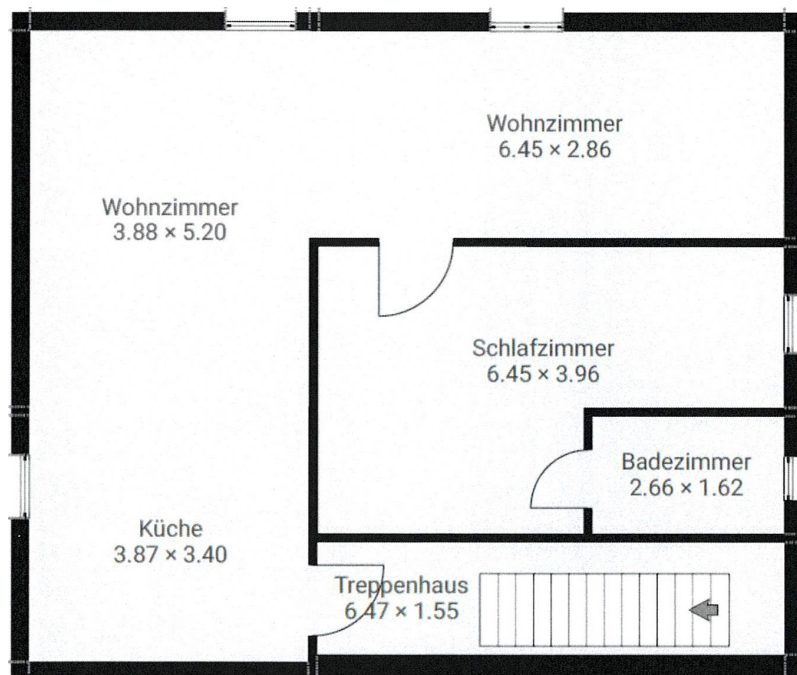 Wohnzimmer
6.45 × 2.86
Wohnzimmer
3.88 × 5.20
Schlafzimmer
6.45 × 3.96
Badezimmer
2.66 × 1.62
Küche
3.87 × 3.40
Treppenhaus
6.47 × 1.55